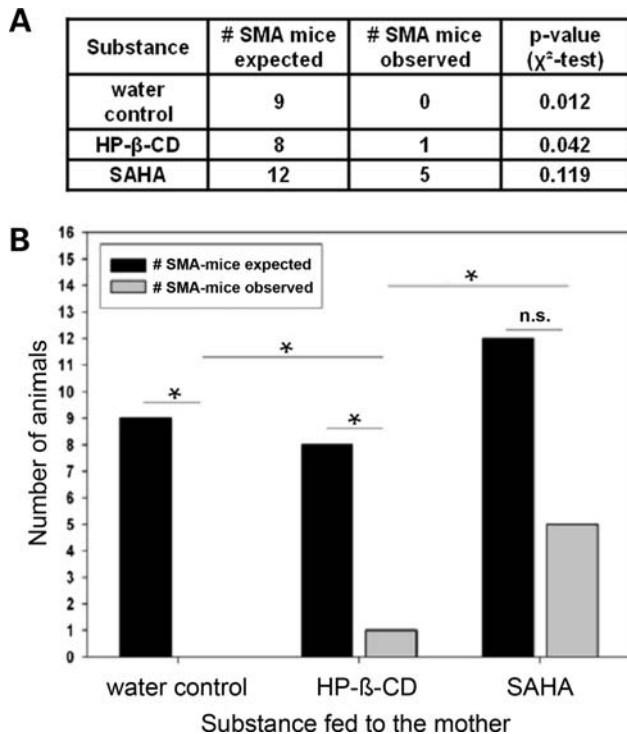 A
Substance # SMA mice expected # SMA mice observed p-value (χ²-test)
water control 9 0 0.012
HP-ß-CD 8 1 0.042
SAHA 12 5 0.119
B
# SMA-mice expected
# SMA-mice observed
Number of animals
16
15
14
13
12
11
10
9
8
7
6
5
4
3
2
1
0
*
*
*
*
n.s.
water control HP-ß-CD SAHA
Substance fed to the mother